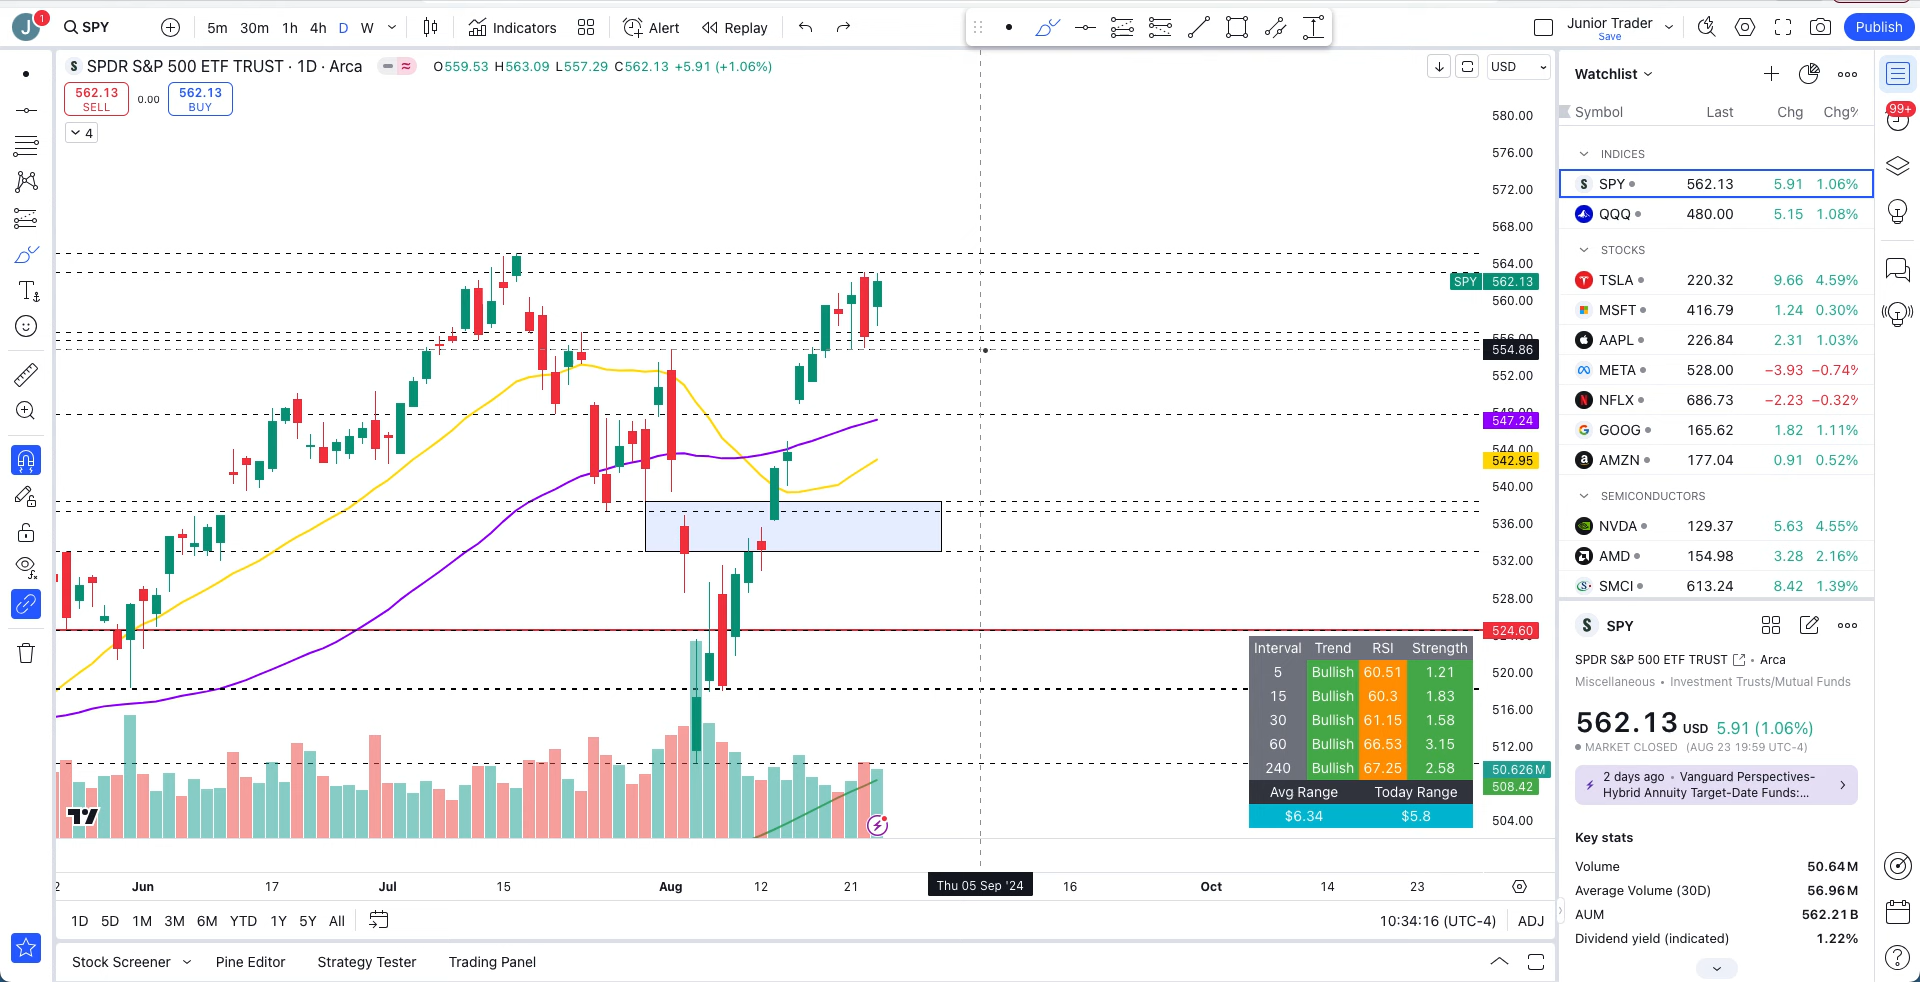 J 1 SPY 5m 30m 1h 4h D W Indicators Alert Replay Junior Trader Save Publish
S SPDR S&P 500 ETF TRUST · 1D · Arca O559.53 H563.09 L557.29 C562.13 +5.91 (+1.06%) USD
562.13 SELL 0.00 562.13 BUY
4
580.00
576.00
572.00
568.00
564.00
SPY 562.13
560.00
556.00
554.86
552.00
548.00
547.24
544.00
542.95
540.00
536.00
532.00
528.00
524.60
520.00
516.00
512.00
50.626M
508.42
504.00
Interval Trend RSI Strength
5 Bullish 60.51 1.21
15 Bullish 60.3 1.83
30 Bullish 61.15 1.58
60 Bullish 66.53 3.15
240 Bullish 67.25 2.58
Avg Range Today Range
$6.34 $5.8
2 Jun 17 Jul 15 Aug 12 21 Thu 05 Sep '24 16 Oct 14 23
1D 5D 1M 3M 6M YTD 1Y 5Y All 10:34:16 (UTC-4) ADJ
Stock Screener Pine Editor Strategy Tester Trading Panel
Watchlist
Symbol Last Chg Chg%
INDICES
S SPY 562.13 5.91 1.06%
QQQ 480.00 5.15 1.08%
STOCKS
TSLA 220.32 9.66 4.59%
MSFT 416.79 1.24 0.30%
AAPL 226.84 2.31 1.03%
META 528.00 −3.93 −0.74%
NFLX 686.73 −2.23 −0.32%
GOOG 165.62 1.82 1.11%
AMZN 177.04 0.91 0.52%
SEMICONDUCTORS
NVDA 129.37 5.63 4.55%
AMD 154.98 3.28 2.16%
SMCI 613.24 8.42 1.39%
99+
S SPY
SPDR S&P 500 ETF TRUST • Arca
Miscellaneous • Investment Trusts/Mutual Funds
562.13 USD 5.91 (1.06%)
MARKET CLOSED (AUG 23 19:59 UTC-4)
2 days ago • Vanguard Perspectives-
Hybrid Annuity Target-Date Funds:...
Key stats
Volume 50.64M
Average Volume (30D) 56.96M
AUM 562.21B
Dividend yield (indicated) 1.22%